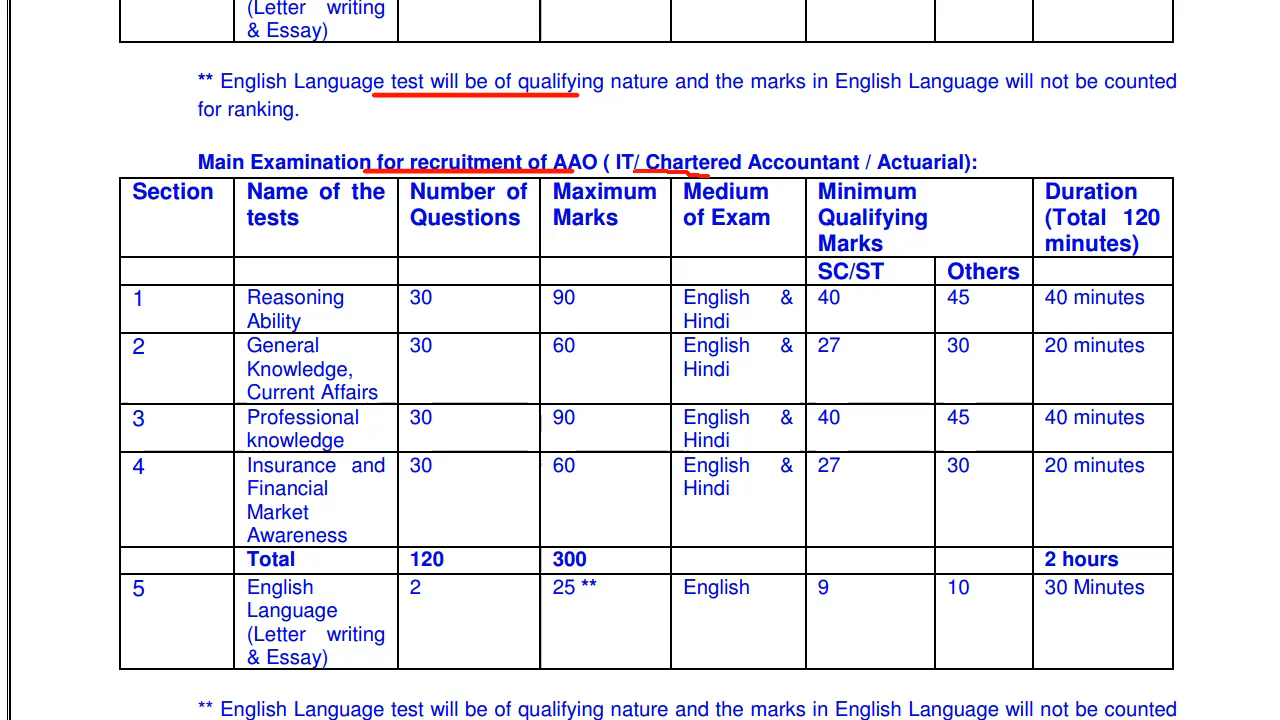 (Letter writing
& Essay)
** English Language test will be of qualifying nature and the marks in English Language will not be counted
for ranking.
Main Examination for recruitment of AAO ( IT/ Chartered Accountant / Actuarial):
Section Name of the Number of Maximum Medium Minimum Duration
tests Questions Marks of Exam Qualifying (Total 120
Marks minutes)
SC/ST Others
1 Reasoning 30 90 English & 40 45 40 minutes
Ability Hindi
2 General 30 60 English & 27 30 20 minutes
Knowledge, Hindi
Current Affairs
3 Professional 30 90 English & 40 45 40 minutes
knowledge Hindi
4 Insurance and 30 60 English & 27 30 20 minutes
Financial Hindi
Market
Awareness
Total 120 300 2 hours
5 English 2 25 ** English 9 10 30 Minutes
Language
(Letter writing
& Essay)
** English Language test will be of qualifying nature and the marks in English Language will not be counted